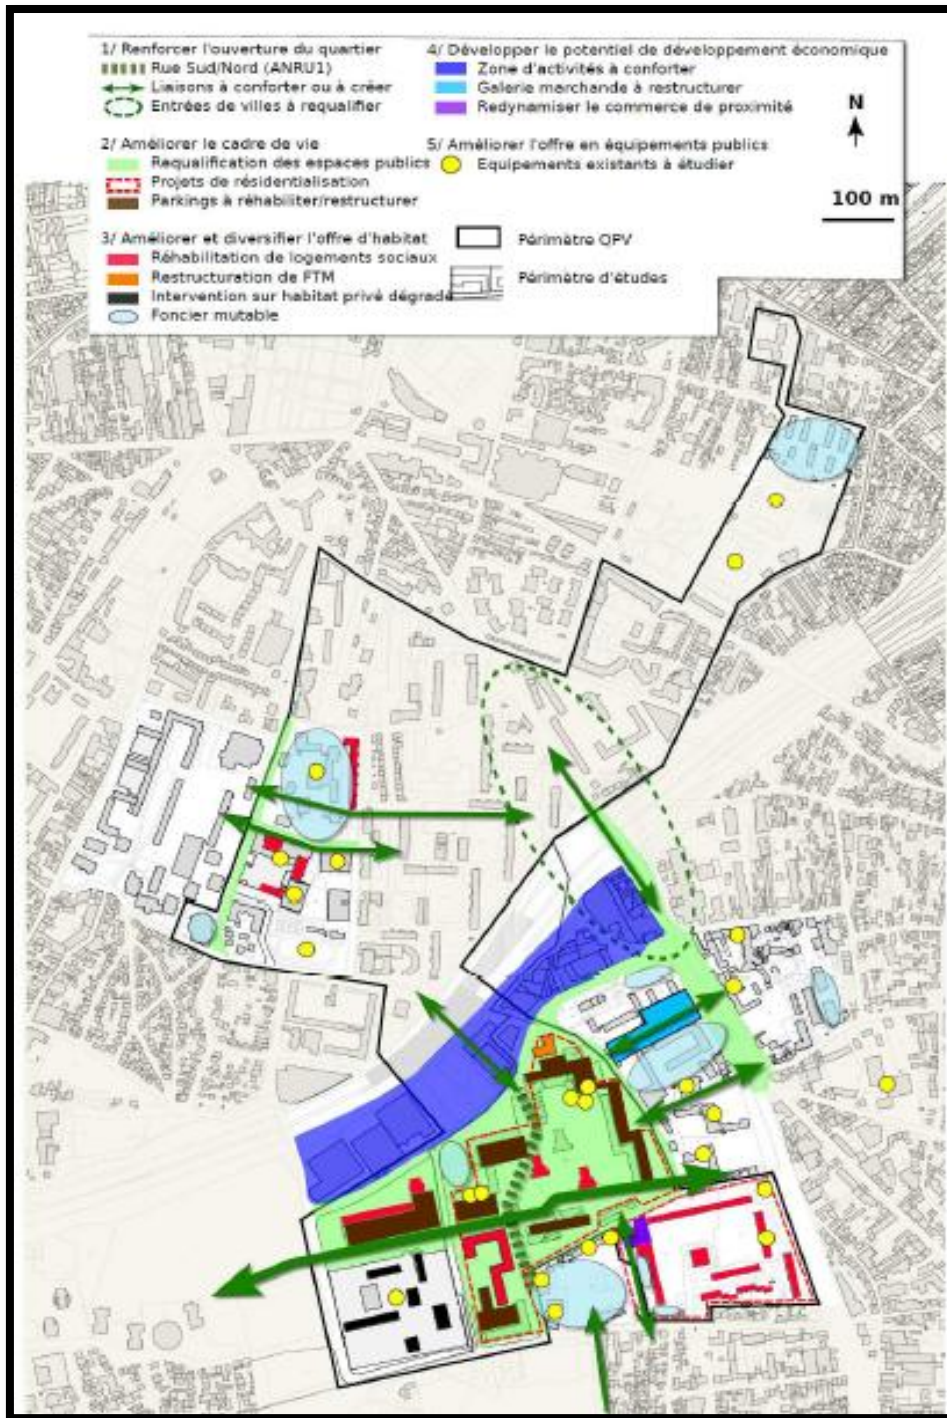 1/ Renforcer l'ouverture du quartier
Rue Sud/Nord (ANRU1)
Liaisons à conforter ou à créer
Entrées de villes à requalifier
2/ Améliorer le cadre de vie
Requalification des espaces publics
Projets de résidentialisation
Parkings à réhabiliter/restructurer
3/ Améliorer et diversifier l'offre d'habitat
Réhabilitation de logements sociaux
Restructuration de FTM
Intervention sur habitat privé dégradé
Foncier mutable
4/ Développer le potentiel de développement économique
Zone d'activités à conforter
Galerie marchande à restructurer
Redynamiser le commerce de proximité
5/ Améliorer l'offre en équipements publics
Equipements existants à étudier
Périmètre QPV
Périmètre d'études
N
100 m